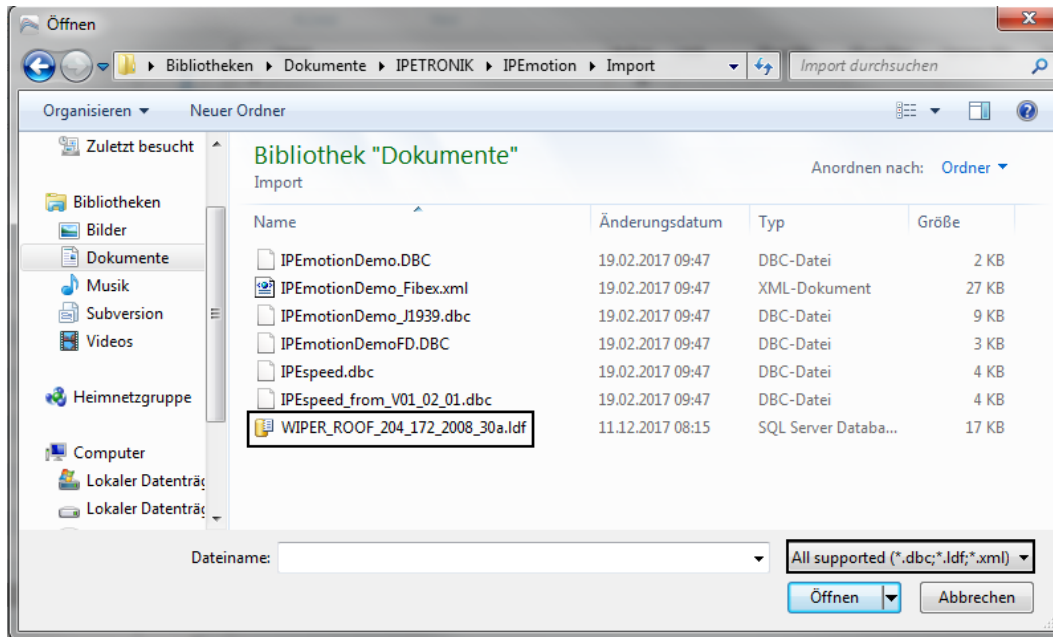 Öffnen
Bibliotheken Dokumente IPETRONIK IPEmotion Import
Import durchsuchen
Organisieren Neuer Ordner
Zuletzt besucht
Bibliotheken
Bilder
Dokumente
Musik
Subversion
Videos
Heimnetzgruppe
Computer
Lokaler Datenträg
Lokaler Datenträg
Bibliothek "Dokumente"
Import
Anordnen nach: Ordner
Name Änderungsdatum Typ Größe
IPEmotionDemo.DBC 19.02.2017 09:47 DBC-Datei 2 KB
IPEmotionDemo_Fibex.xml 19.02.2017 09:47 XML-Dokument 27 KB
IPEmotionDemo_J1939.dbc 19.02.2017 09:47 DBC-Datei 9 KB
IPEmotionDemoFD.DBC 19.02.2017 09:47 DBC-Datei 3 KB
IPEspeed.dbc 19.02.2017 09:47 DBC-Datei 4 KB
IPEspeed_from_V01_02_01.dbc 19.02.2017 09:47 DBC-Datei 4 KB
WIPER_ROOF_204_172_2008_30a.ldf 11.12.2017 08:15 SQL Server Databa... 17 KB
Dateiname:
All supported (*.dbc;*.ldf;*.xml)
Öffnen Abbrechen